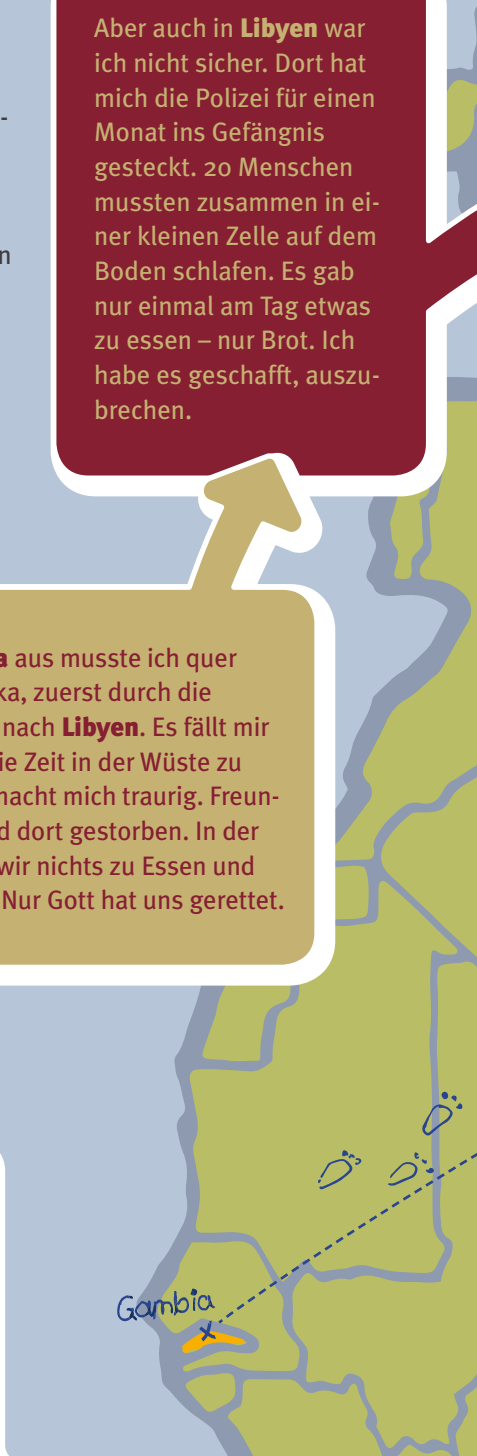 Aber auch in Libyen war
ich nicht sicher. Dort hat
mich die Polizei für einen
Monat ins Gefängnis
gesteckt. 20 Menschen
mussten zusammen in ei-
ner kleinen Zelle auf dem
Boden schlafen. Es gab
nur einmal am Tag etwas
zu essen – nur Brot. Ich
habe es geschafft, auszu-
brechen.
-
n
a aus musste ich quer
ka, zuerst durch die
nach Libyen. Es fällt mir
ie Zeit in der Wüste zu
nacht mich traurig. Freun-
d dort gestorben. In der
wir nichts zu Essen und
Nur Gott hat uns gerettet.
Gambia